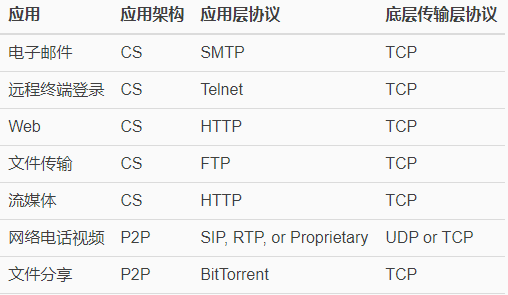 应用 应用架构 应用层协议 底层传输层协议
电子邮件 CS SMTP TCP
远程终端登录 CS Telnet TCP
Web CS HTTP TCP
文件传输 CS FTP TCP
流媒体 CS HTTP TCP
网络电话视频 P2P SIP, RTP, or Proprietary UDP or TCP
文件分享 P2P BitTorrent TCP